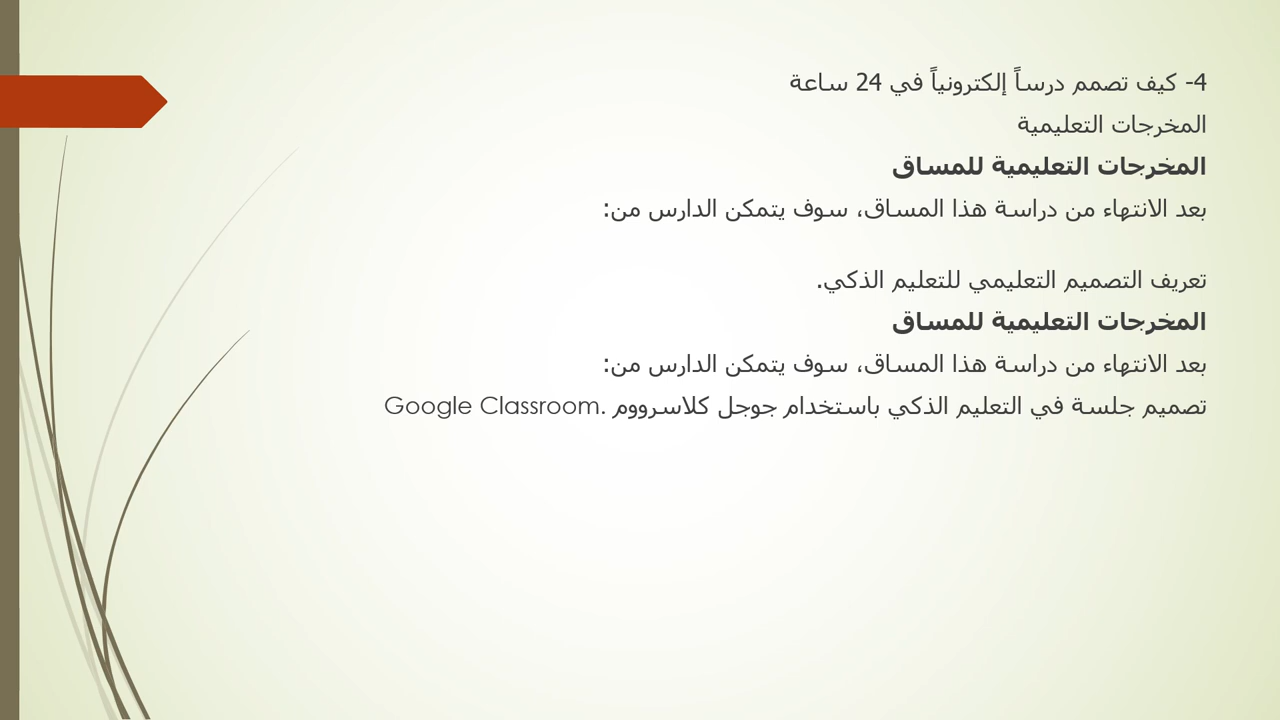 4- كيف تصمم درساً إلكترونياً في 24 ساعة
المخرجات التعليمية
المخرجات التعليمية للمساق
بعد الانتهاء من دراسة هذا المساق، سوف يتمكن الدارس من:
تعريف التصميم التعليمي للتعليم الذكي.
المخرجات التعليمية للمساق
بعد الانتهاء من دراسة هذا المساق، سوف يتمكن الدارس من:
تصميم جلسة في التعليم الذكي باستخدام جوجل كلاسرووم .Google Classroom